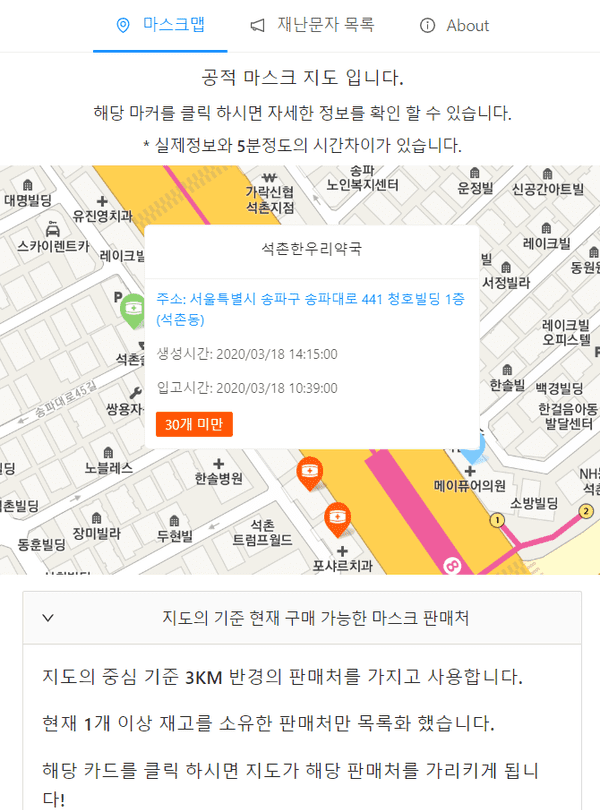 마스크맵
재난문자 목록
About
공적 마스크 지도 입니다.
해당 마커를 클릭 하시면 자세한 정보를 확인 할 수 있습니다.
* 실제정보와 5분정도의 시간차이가 있습니다.
대명빌딩
유진영치과
가락신협
석촌지점
송파
노인복지센터
운정빌
신공간아트빌
스카이렌트카
레이크빌
레이크빌
동원
서정빌라
석촌한우리약국
주소: 서울특별시 송파구 송파대로 441 청호빌딩 1층
(석촌동)
생성시간: 2020/03/18 14:15:00
입고시간: 2020/03/18 10:39:00
30개 미만
P
석촌
레이크빌
오피스텔
P
송파대로45길
쌍용자
한솔빌
백경빌딩
한걸음아동
발달센터
딩
노블레스
한솔병원
메이퓨어의원
NH
석촌
촌빌딩
장미빌라
두현빌
석촌
트럼프월드
소방빌딩
1
2
동훈빌딩
포샤르치과
8
지도의 기준 현재 구매 가능한 마스크 판매처
지도의 중심 기준 3KM 반경의 판매처를 가지고 사용합니다.
현재 1개 이상 재고를 소유한 판매처만 목록화 했습니다.
해당 카드를 클릭 하시면 지도가 해당 판매처를 가리키게 됩니
다!